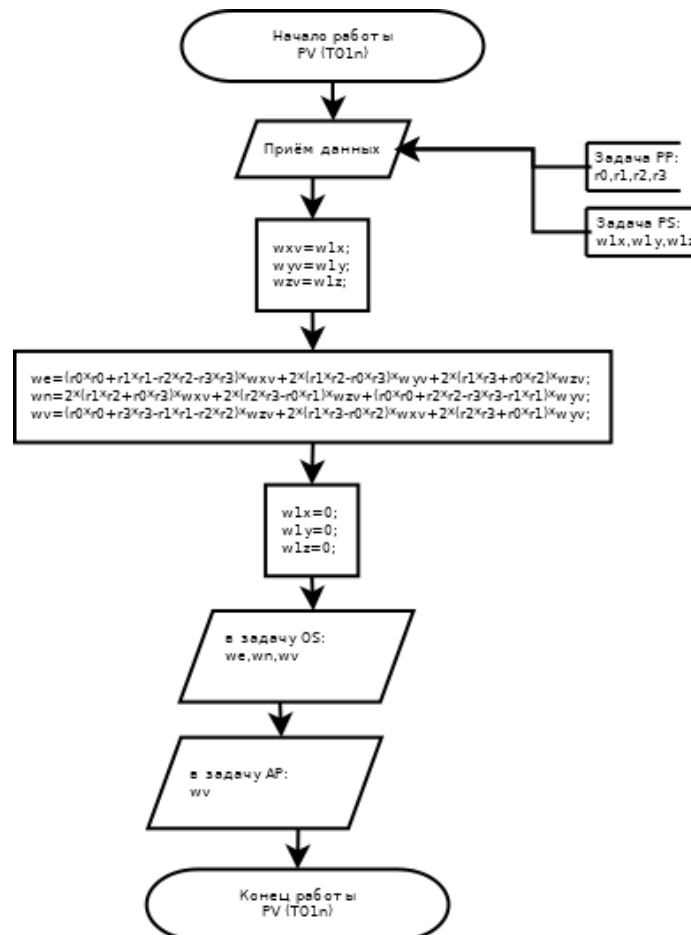 Начало работы
PV (T01n)
Приём данных
Задача PP:
r0,r1,r2,r3
Задача PS:
w1x,w1y,w1z
wxv=w1x;
wyv=w1y;
wzv=w1z;
we=(r0*r0+r1*r1-r2*r2-r3*r3)*wxv+2*(r1*r2-r0*r3)*wyv+2*(r1*r3+r0*r2)*wzv;
wn=2*(r1*r2+r0*r3)*wxv+2*(r2*r3-r0*r1)*wzv+(r0*r0+r2*r2-r3*r3-r1*r1)*wyv;
wv=(r0*r0+r3*r3-r1*r1-r2*r2)*wzv+2*(r1*r3-r0*r2)*wxv+2*(r2*r3+r0*r1)*wyv;
w1x=0;
w1y=0;
w1z=0;
в задачу OS:
we,wn,wv
в задачу AP:
wv
Конец работы
PV (T01n)